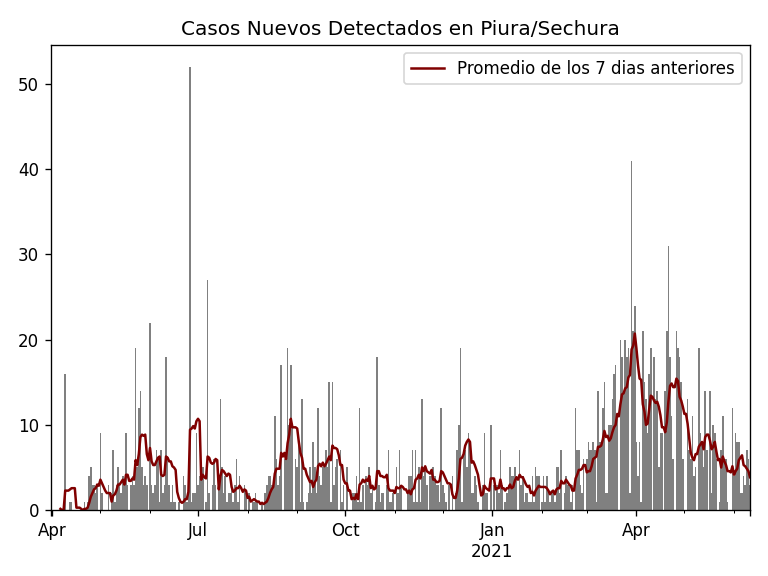 Casos Nuevos Detectados en Piura/Sechura
Promedio de los 7 dias anteriores
50
40
30
20
10
0
Apr Jul Oct Jan Apr
2021